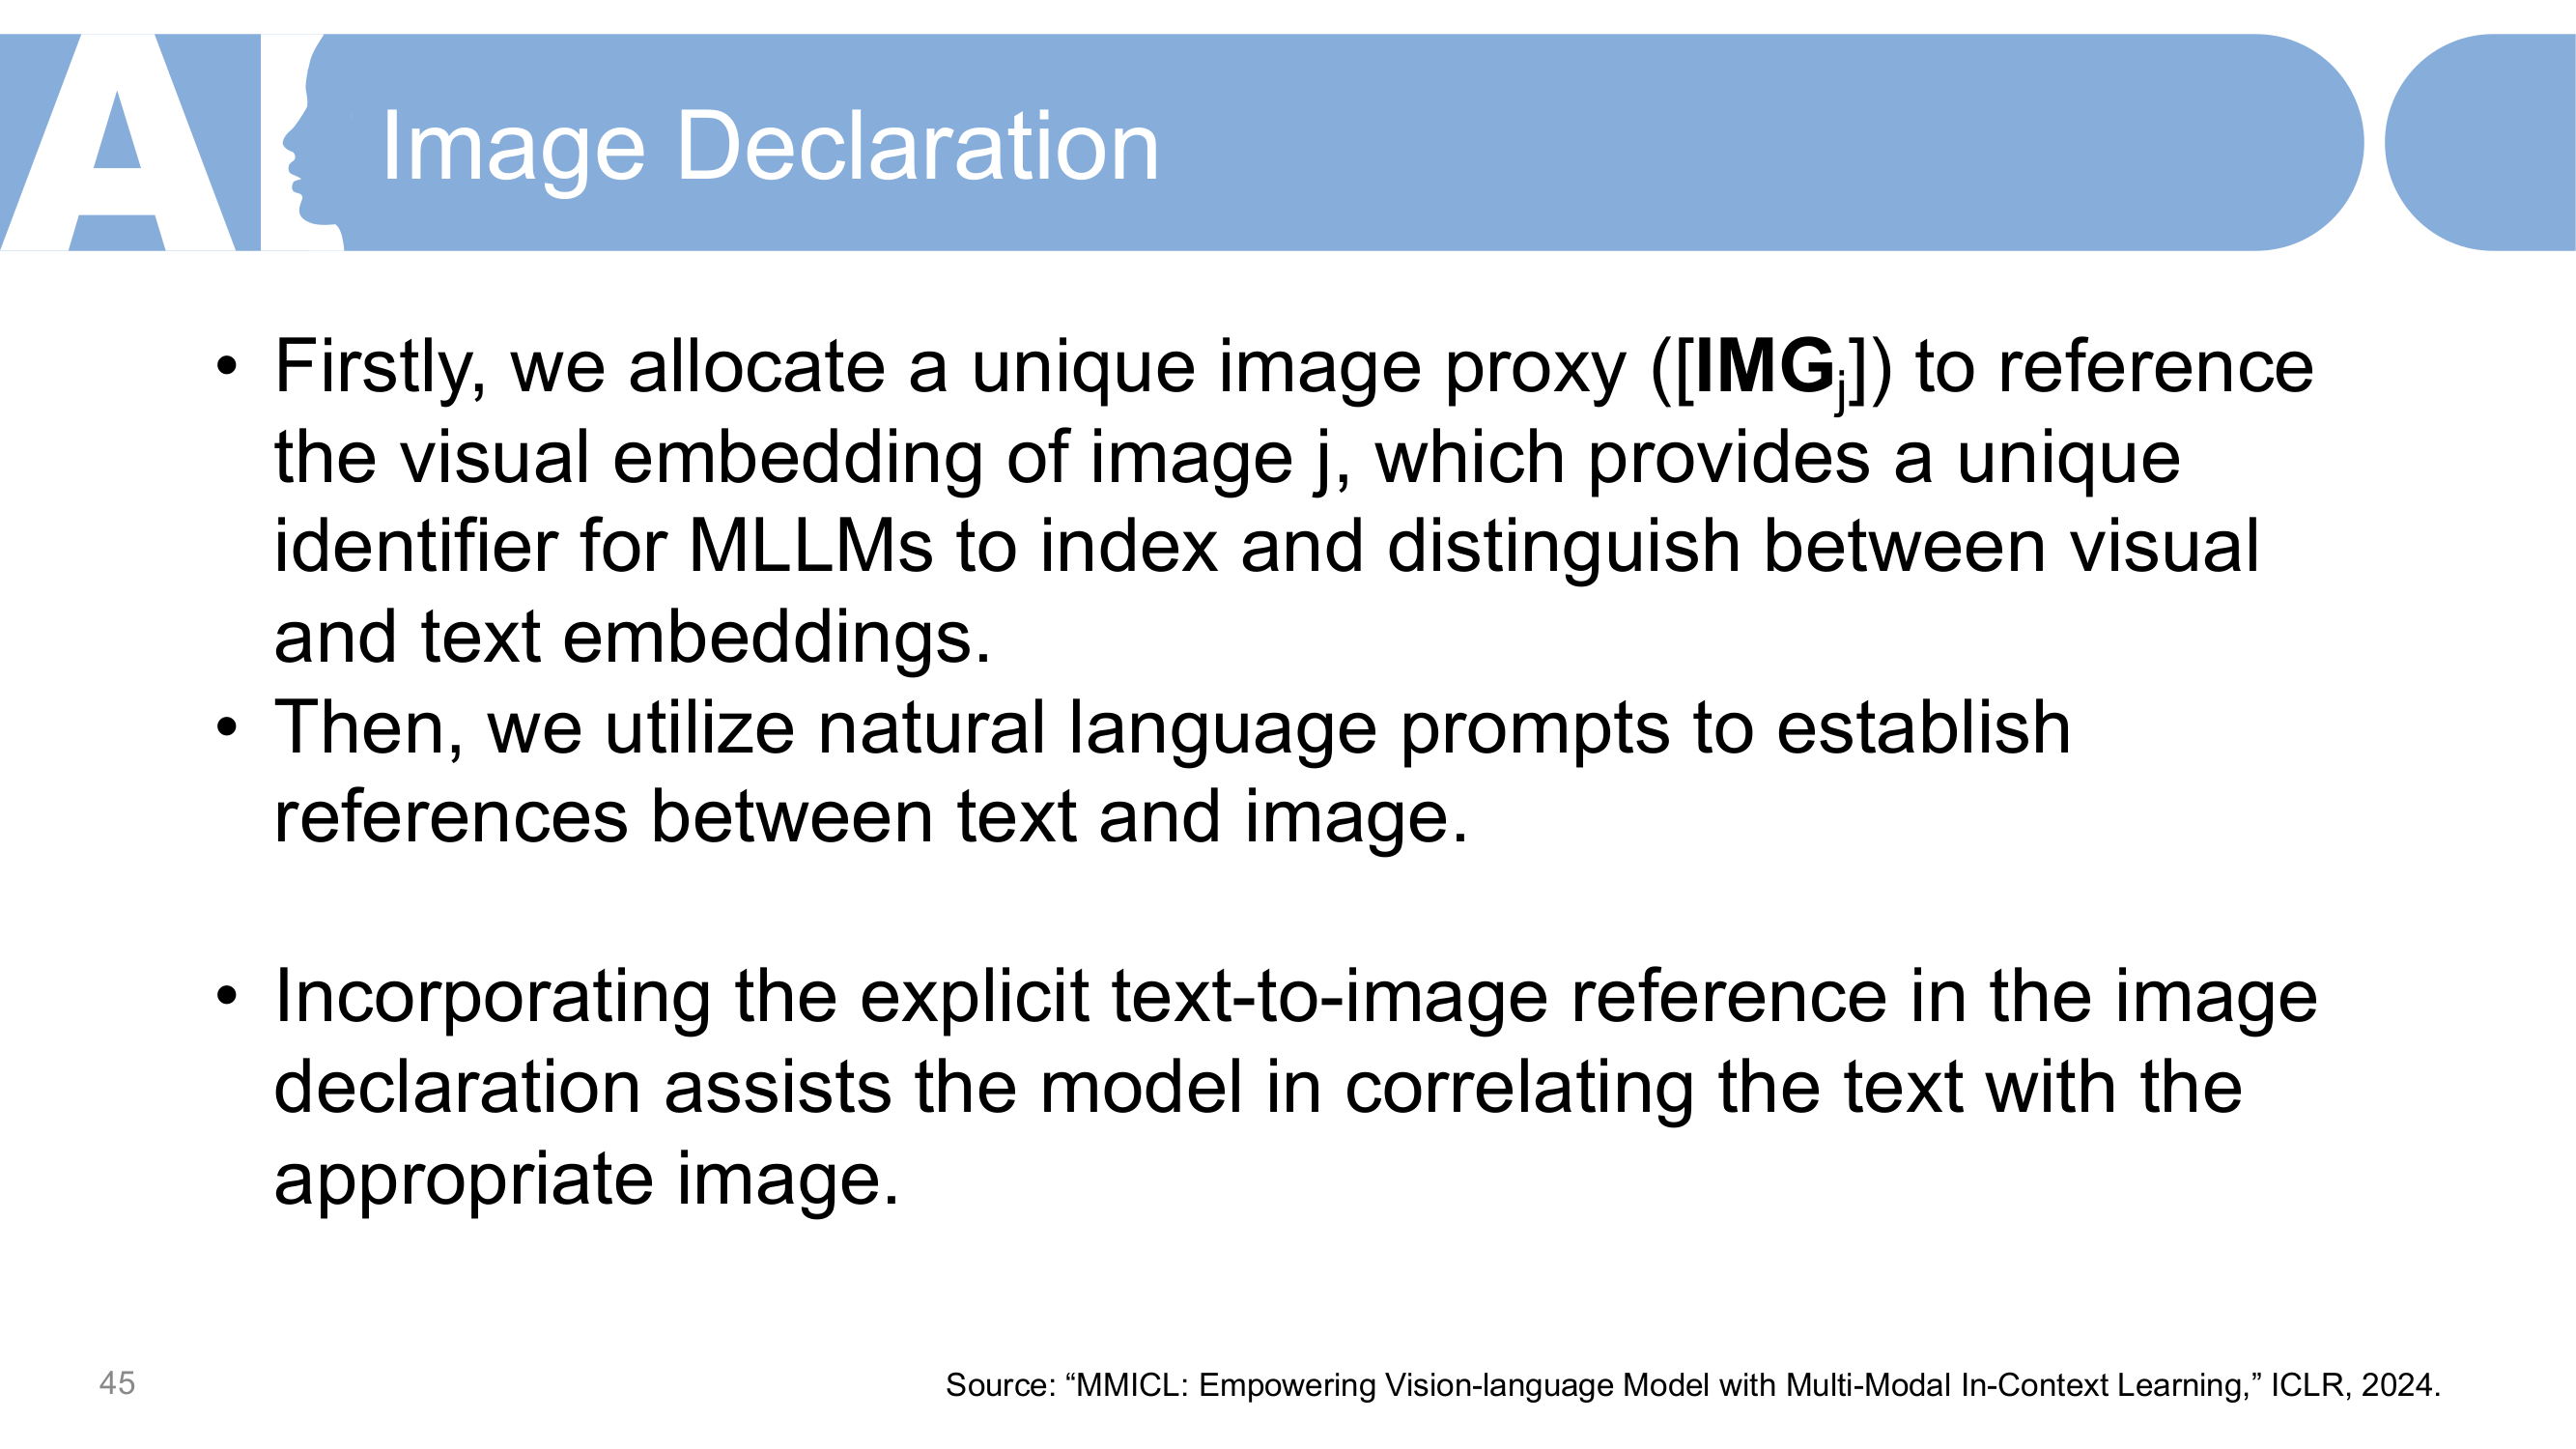 AI
Image Declaration
• Firstly, we allocate a unique image proxy ([IMGj]) to reference
the visual embedding of image j, which provides a unique
identifier for MLLMs to index and distinguish between visual
and text embeddings.
• Then, we utilize natural language prompts to establish
references between text and image.
• Incorporating the explicit text-to-image reference in the image
declaration assists the model in correlating the text with the
appropriate image.
45
Source: “MMICL: Empowering Vision-language Model with Multi-Modal In-Context Learning,” ICLR, 2024.